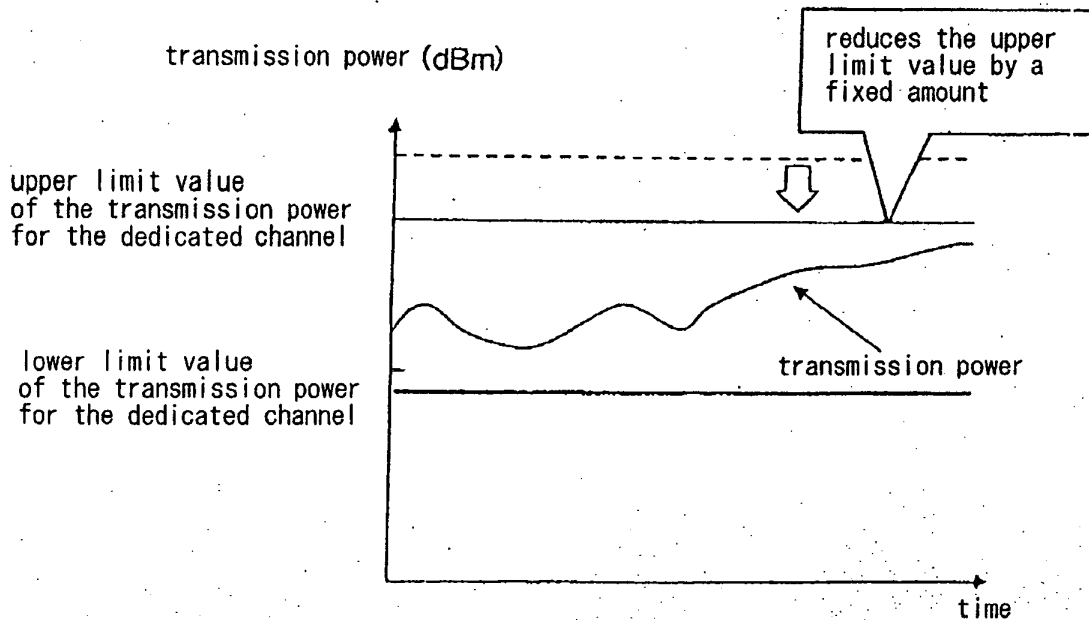 transmission power (dBm)
reduces the upper
limit value by a
fixed amount
upper limit value
of the transmission power
for the dedicated channel
lower limit value
of the transmission power
for the dedicated channel
transmission power
time